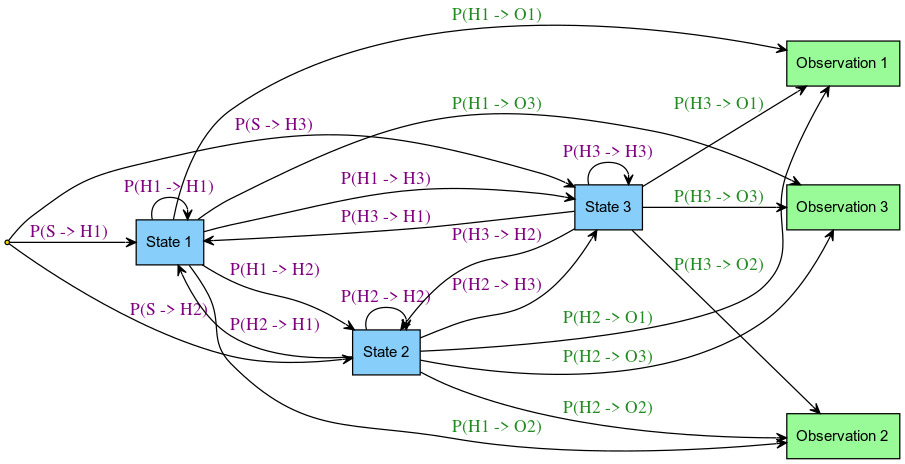 P(H1 -> O1)
Observation 1
P(H1 -> O3)
P(H3 -> O1)
P(S -> H3)
P(H3 -> H3)
P(H1 -> H1)
P(H1 -> H3)
P(H3 -> O3)
State 3
Observation 3
P(H3 -> H1)
P(S -> H1)
State 1
P(H3 -> H2)
P(H1 -> H2)
P(H3 -> O2)
P(H2 -> H3)
P(H2 -> H2)
P(S -> H2)
P(H2 -> H1)
P(H2 -> O1)
State 2
P(H2 -> O3)
P(H2 -> O2)
P(H1 -> O2)
Observation 2